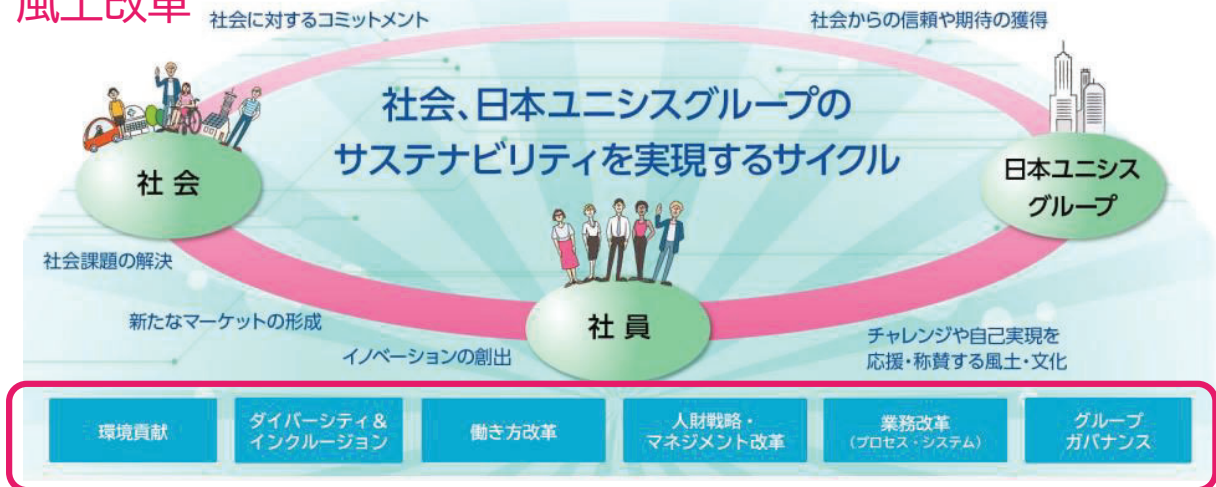 風土改革
社会に対するコミットメント
社会からの信頼や期待の獲得
社会、日本ユニシスグループの
サステナビリティを実現するサイクル
社会
日本ユニシス
グループ
社会課題の解決
新たなマーケットの形成
イノベーションの創出
社員
チャレンジや自己実現を
応援・称賛する風土・文化
環境貢献
ダイバーシティ&
インクルージョン
働き方改革
人財戦略・
マネジメント改革
業務改革
(プロセス・システム)
グループ
ガバナンス